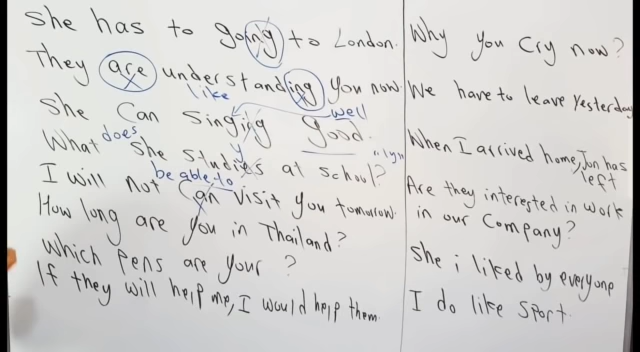 She has to going to London.
They are understanding you now
like
She Can Singing good
well
does
What she studies at school?
y
be able to
I will not Can visit you tomorrow.
How long are you in Thailand?
Which pens are your ?
If they will help me, I would help them.
Why you Cry now?
We have to leave yesterday
When I arrived home, Jon has
left
Are they interested in work
in our Company?
She i liked by everyone
I do like sport.